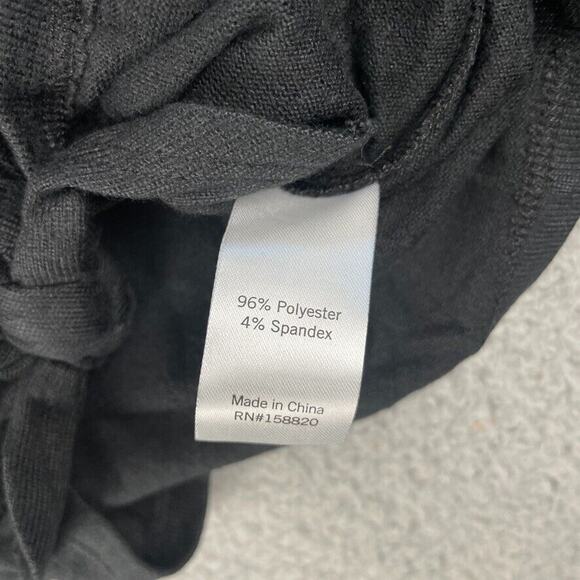 96% Polyester
4% Spandex
Made in China
RN#158820